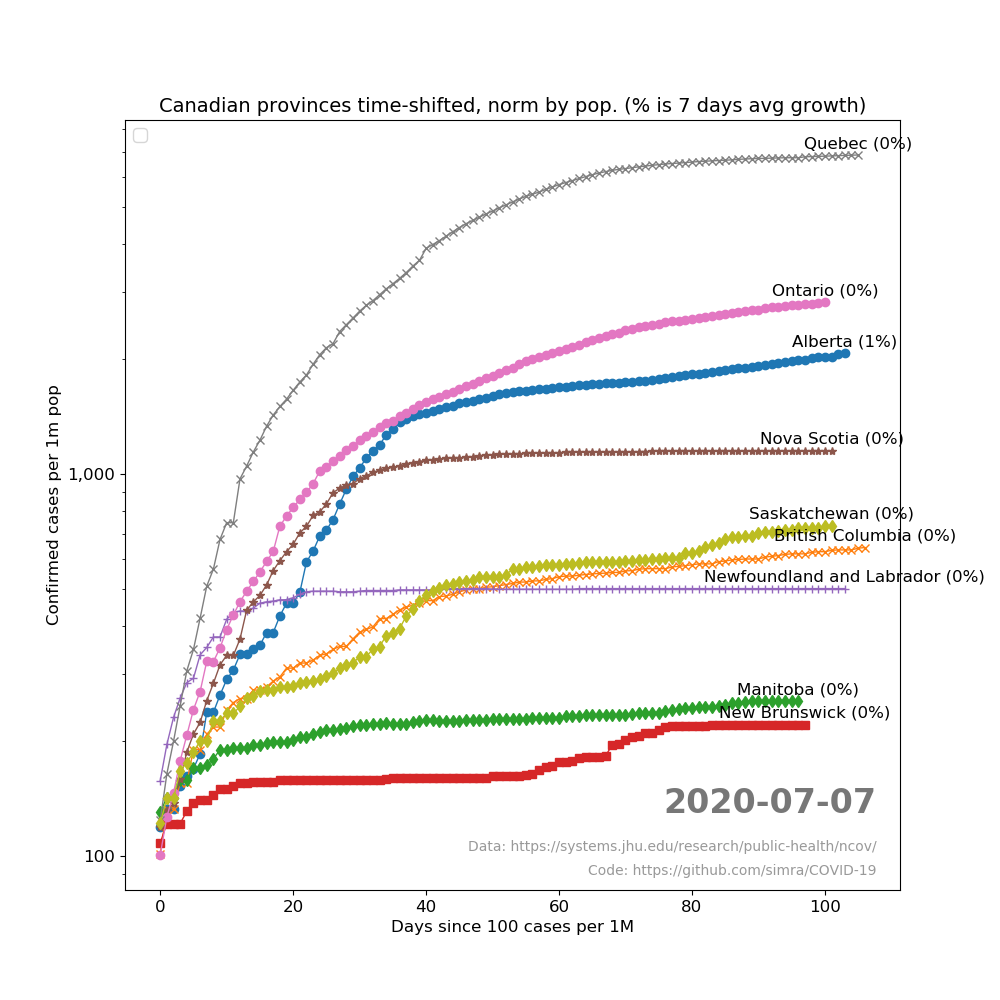 Canadian provinces time-shifted, norm by pop. (% is 7 days avg growth)
Quebec (0%)
Ontario (0%)
Alberta (1%)
Nova Scotia (0%)
Saskatchewan (0%)
British Columbia (0%)
Newfoundland and Labrador (0%)
Manitoba (0%)
New Brunswick (0%)
Confirmed cases per 1m pop
1,000
100
2020-07-07
Data: https://systems.jhu.edu/research/public-health/ncov/
Code: https://github.com/simra/COVID-19
0 20 40 60 80 100
Days since 100 cases per 1M